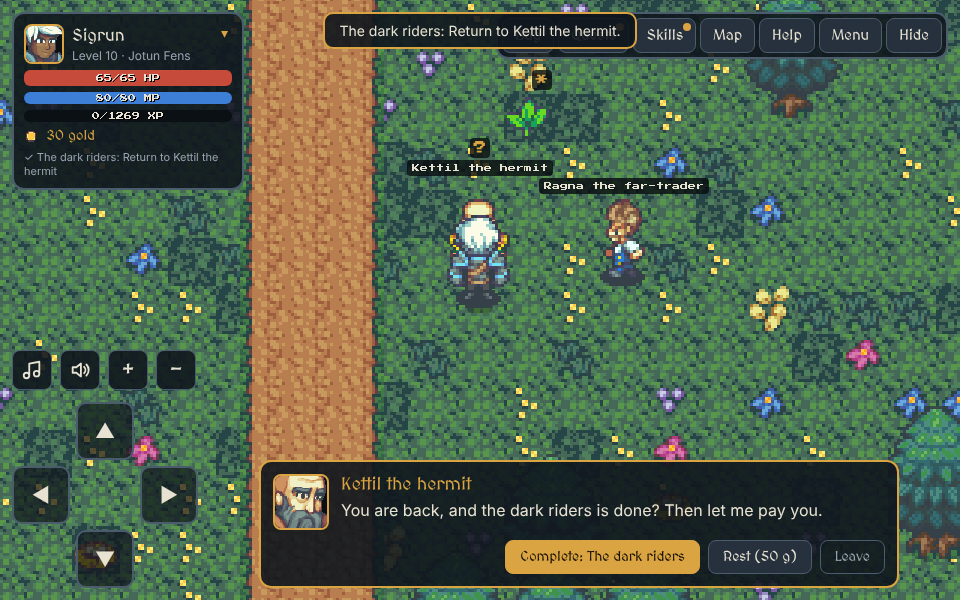 Sigrun
Level 10 · Jotun Fens
65/65 HP
80/80 MP
0/1269 XP
30 gold
✓ The dark riders: Return to Kettil the
hermit
The dark riders: Return to Kettil the hermit.
Skills
Map
Help
Menu
Hide
*
?
Kettil the hermit
Ragna the far-trader
+
−
Kettil the hermit
You are back, and the dark riders is done? Then let me pay you.
Complete: The dark riders
Rest (50 g)
Leave